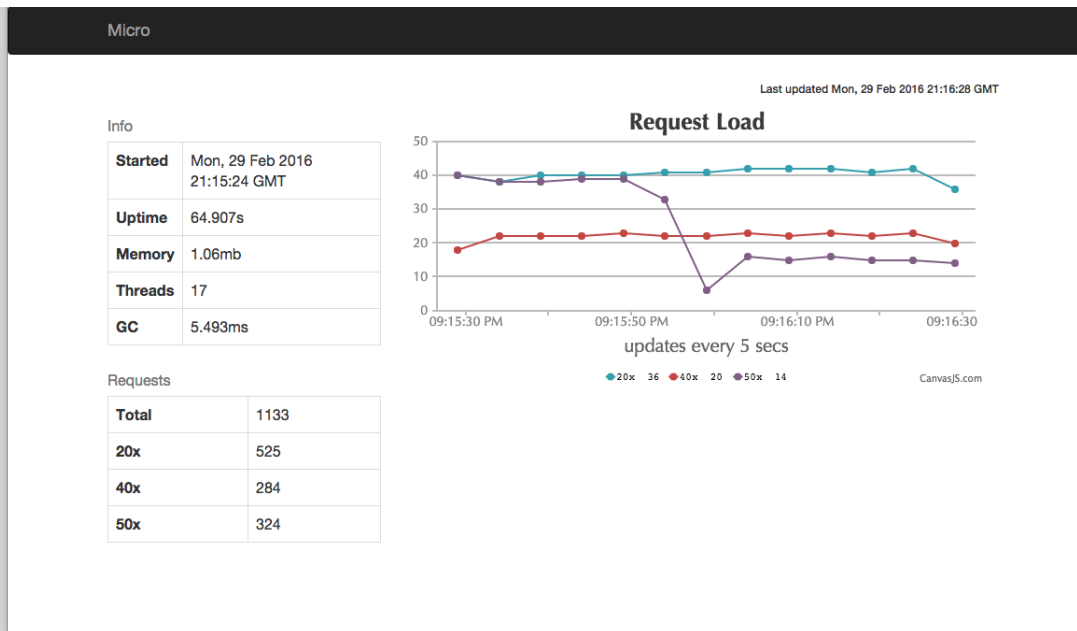 Micro
Last updated Mon, 29 Feb 2016 21:16:28 GMT
Info
Started Mon, 29 Feb 2016
21:15:24 GMT
Uptime 64.907s
Memory 1.06mb
Threads 17
GC 5.493ms
Requests
Total 1133
20x 525
40x 284
50x 324
Request Load
50
40
30
20
10
0
09:15:30 PM 09:15:50 PM 09:16:10 PM 09:16:30
updates every 5 secs
20x 36 40x 20 50x 14
CanvasJS.com